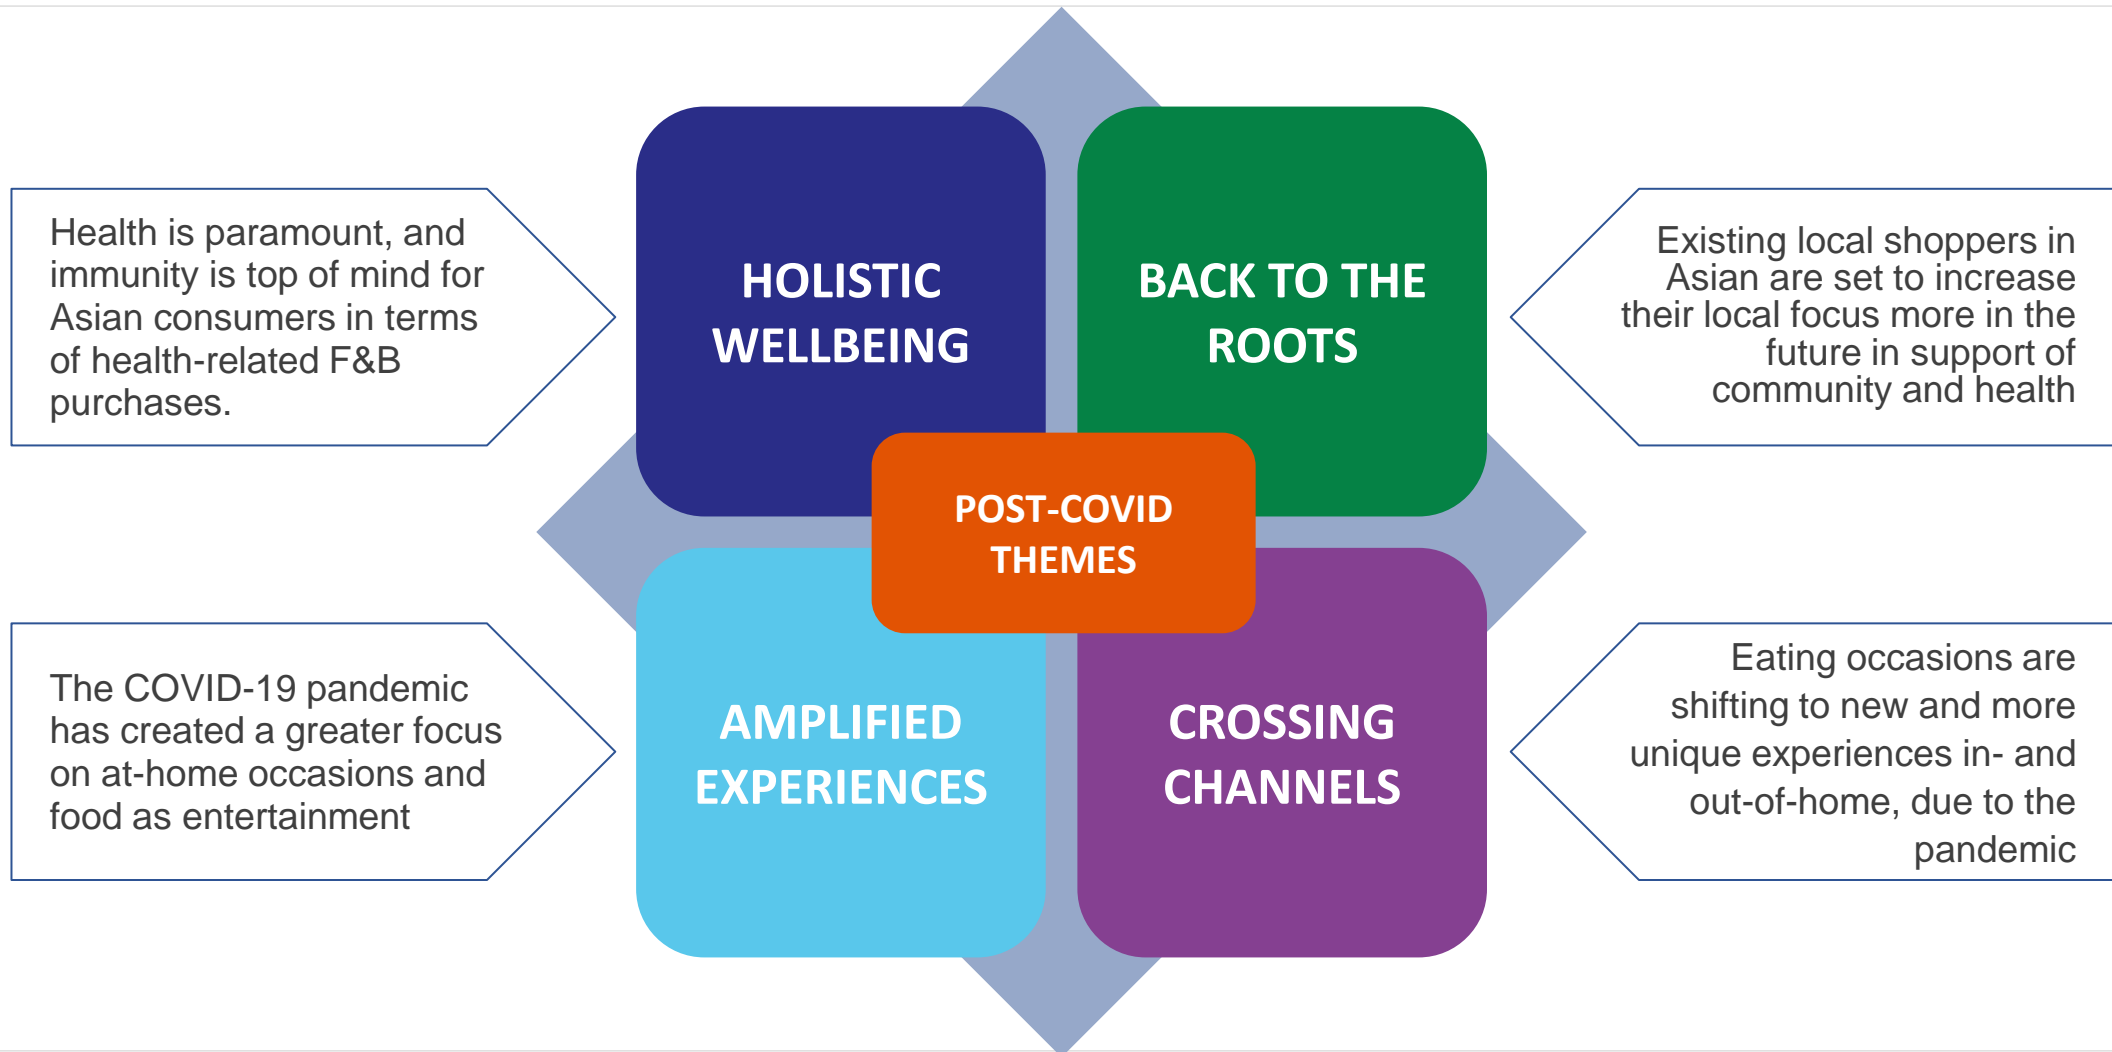 Health is paramount, and
immunity is top of mind for
Asian consumers in terms
of health-related F&B
purchases.
HOLISTIC
WELLBEING
BACK TO THE
ROOTS
Existing local shoppers in
Asian are set to increase
their local focus more in the
future in support of
community and health
POST-COVID
THEMES
The COVID-19 pandemic
has created a greater focus
on at-home occasions and
food as entertainment
AMPLIFIED
EXPERIENCES
CROSSING
CHANNELS
Eating occasions are
shifting to new and more
unique experiences in- and
out-of-home, due to the
pandemic